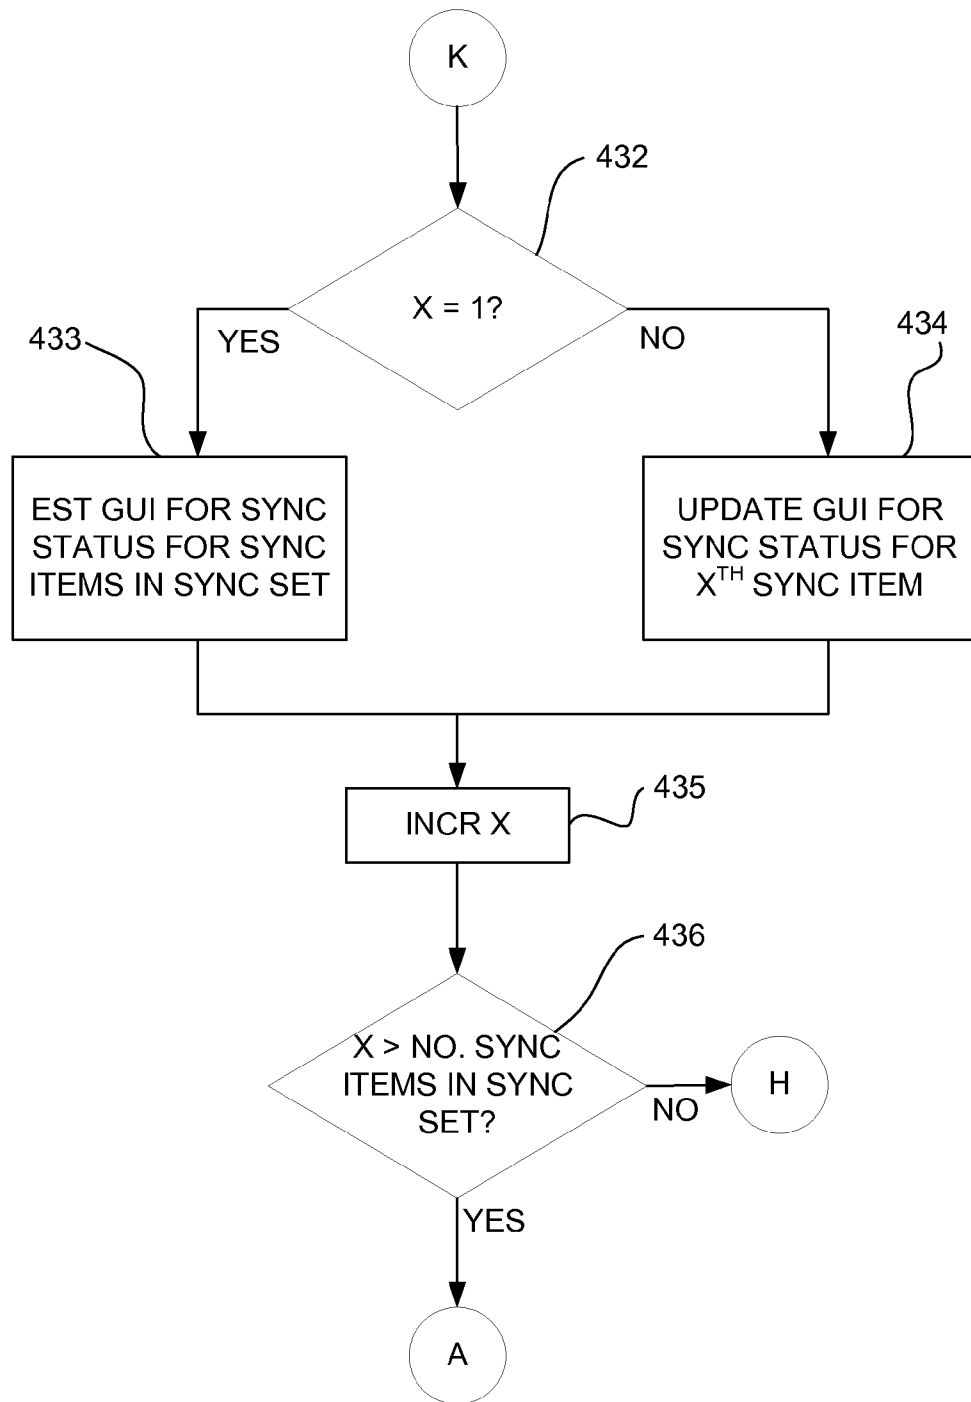 K
432
X = 1?
YES
NO
433
434
EST GUI FOR SYNC
STATUS FOR SYNC
ITEMS IN SYNC SET
UPDATE GUI FOR
SYNC STATUS FOR
X^TH SYNC ITEM
435
INCR X
436
X > NO. SYNC
ITEMS IN SYNC
SET?
NO
H
YES
A